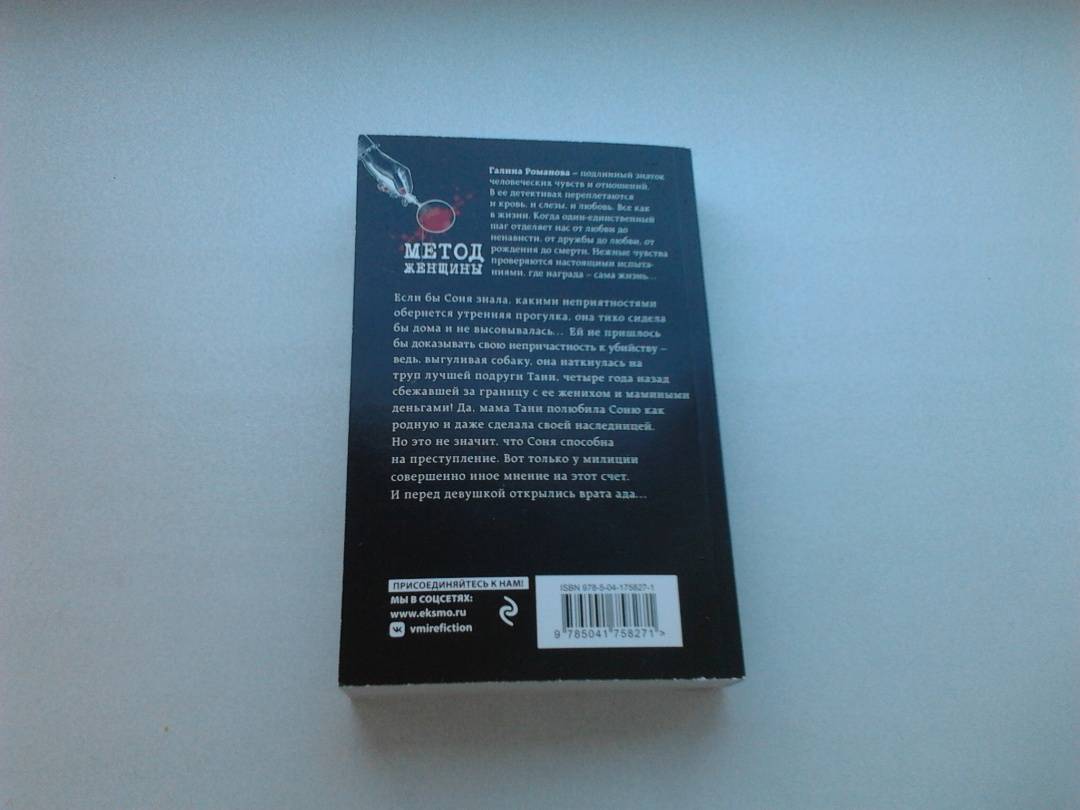 Галина Романова – подлинный знаток
человеческих чувств и отношений.
В ее детективах переплетаются
и кровь, и слезы, и любовь. Все как
в жизни. Когда один-единственный
шаг отделяет нас от любви до
ненависти, от дружбы до любви, от
рождения до смерти. Нежные чувства
проверяются настоящими испыта-
ниями, где награда – сама жизнь...
МЕТОД
ЖЕНЩИНЫ
Если бы Соня знала, какими неприятностями
обернется утренняя прогулка, она тихо сидела
бы дома и не высовывалась... Ей не пришлось
бы доказывать свою непричастность к убийству –
ведь, выгуливая собаку, она наткнулась на
труп лучшей подруги Тани, четыре года назад
сбежавшей за границу с ее женихом и мамиными
деньгами! Да, мама Тани полюбила Соню как
родную и даже сделала своей наследницей.
Но это не значит, что Соня способна
на преступление. Вот только у милиции
совершенно иное мнение на этот счет.
И перед девушкой открылись врата ада...
ПРИСОЕДИНЯЙТЕСЬ К НАМ!
МЫ В СОЦСЕТЯХ:
www.eksmo.ru
vmirefiction
ISBN 978-5-04-175827-1
9 785041 758271 >